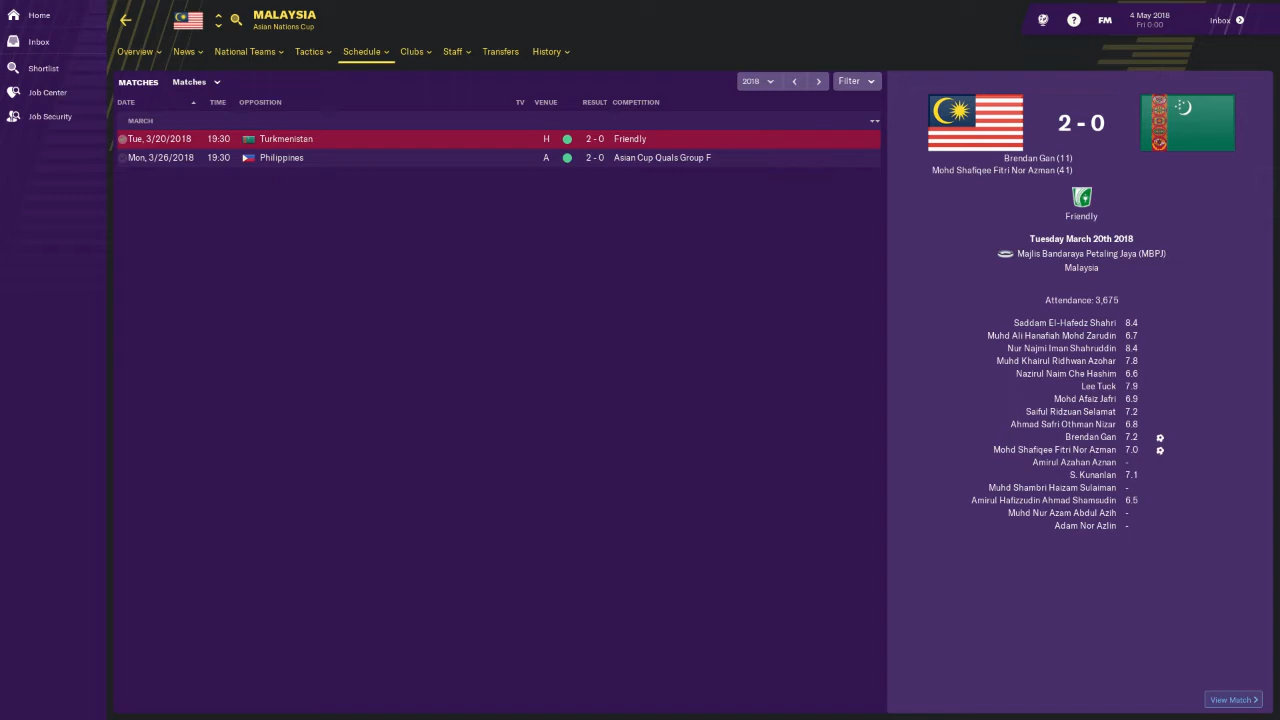 Home
Inbox
Shortlist
Job Center
Job Security
MALAYSIA
Asian Nations Cup
FM
4 May 2018
Fri 0:00
Inbox
Overview News National Teams Tactics Schedule Clubs Staff Transfers History
MATCHES Matches 2018 Filter
DATE TIME OPPOSITION TV VENUE RESULT COMPETITION
MARCH
Tue, 3/20/2018 19:30 Turkmenistan H 2 - 0 Friendly
Mon, 3/26/2018 19:30 Philippines A 2 - 0 Asian Cup Quals Group F
2 - 0
Brendan Gan (11)
Mohd Shafiqee Fitri Nor Azman (41)
Friendly
Tuesday March 20th 2018
Majlis Bandaraya Petaling Jaya (MBPJ)
Malaysia
Attendance: 3,675
Saddam El-Hafedz Shahri 8.4
Muhd Ali Hanafiah Mohd Zarudin 6.7
Nur Najmi Iman Shahruddin 8.4
Muhd Khairul Ridhwan Azohar 7.8
Nazirul Naim Che Hashim 6.6
Lee Tuck 7.9
Mohd Afaiz Jafri 6.9
Saiful Ridzuan Selamat 7.2
Ahmad Safri Othman Nizar 6.8
Brendan Gan 7.2
Mohd Shafiqee Fitri Nor Azman 7.0
Amirul Azahan Aznan -
S. Kunanlan 7.1
Muhd Shambri Haizam Sulaiman -
Amirul Hafizzudin Ahmad Shamsudin 6.5
Muhd Nur Azam Abdul Azih -
Adam Nor Azlin -
View Match